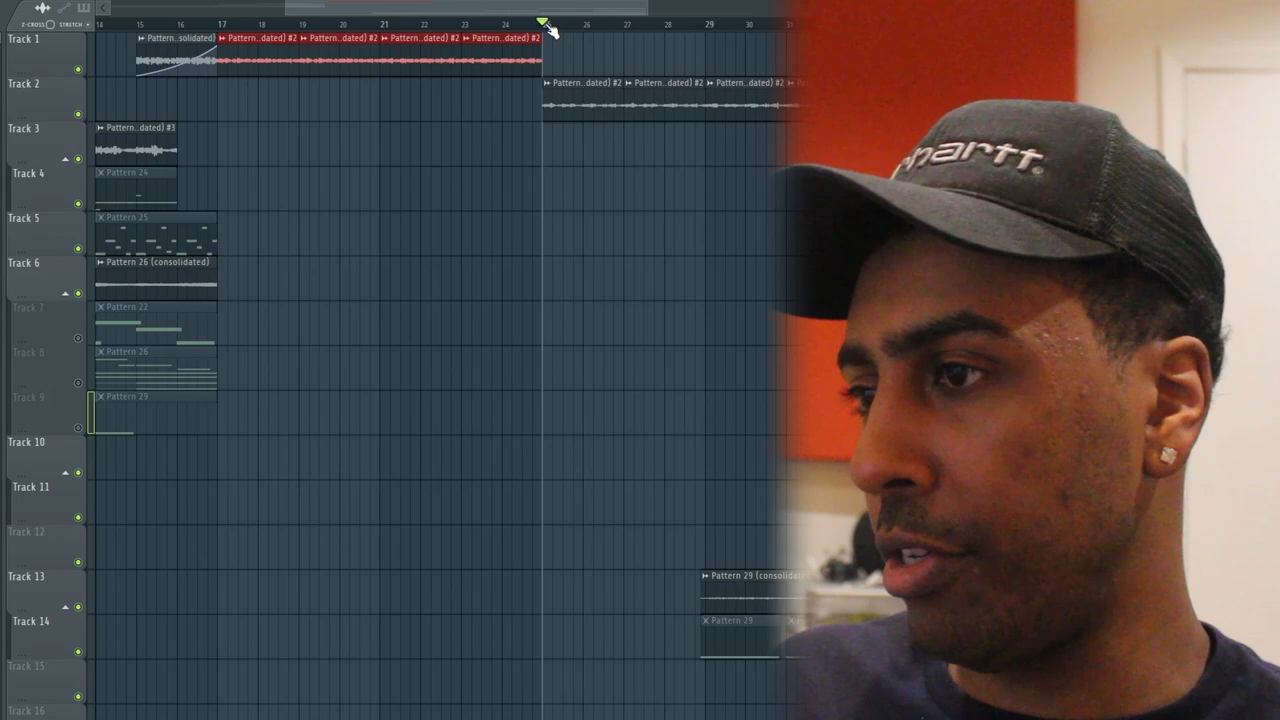 Z-CROSS STRETCH
14 15 16 17 18 19 20 21 22 23 24 26 27 28 29 30 31
Track 1 Pattern..solidated) Pattern..dated) #2 Pattern..dated) #2 Pattern..dated) #2 Pattern..dated) #2
Track 2 Pattern..dated) #2 Pattern..dated) #2 Pattern..dated) #2
Track 3 Pattern..dated) #3
Track 4 Pattern 24
Track 5 Pattern 25
Track 6 Pattern 26 (consolidated)
Track 7 Pattern 22
Track 8 Pattern 26
Track 9 Pattern 29
Track 10
Track 11
Track 12
Track 13 Pattern 29 (consolidate
Track 14 Pattern 29
Track 15
Track 16
rhartt.